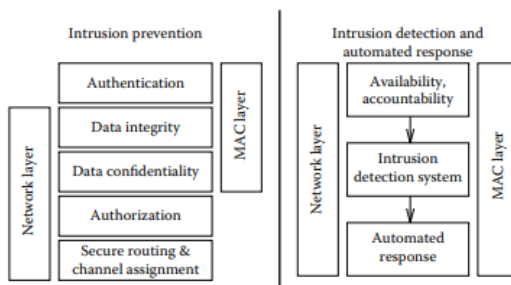 Intrusion prevention
Authentication
Data integrity
Data confidentiality
Authorization
Secure routing &
channel assignment
Network layer
MAC layer
Intrusion detection and
automated response
Availability,
accountability
Intrusion
detection system
Automated
response
Network layer
MAC layer